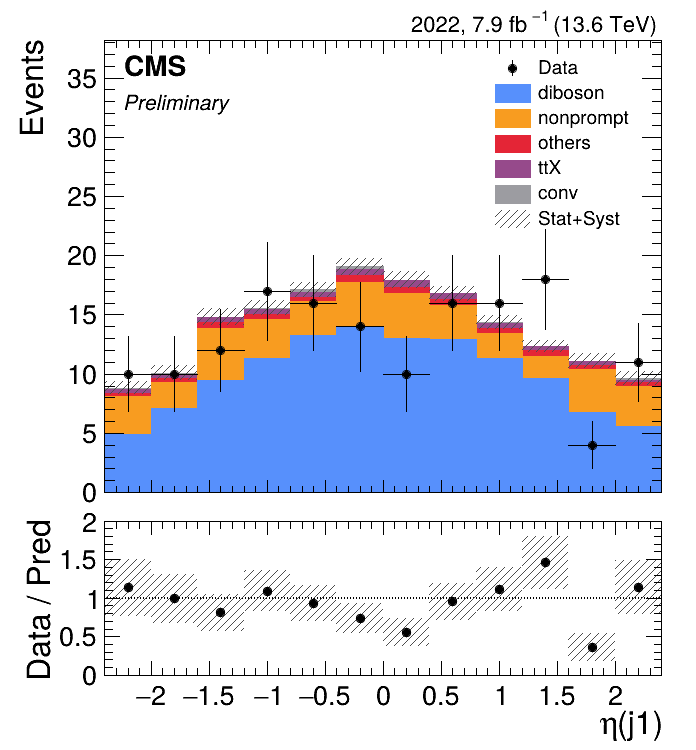 2022, 7.9 fb⁻¹ (13.6 TeV)
CMS
Preliminary
Events
Data
diboson
nonprompt
others
ttX
conv
Stat+Syst
35
30
25
20
15
10
5
0
Data / Pred
2
1.5
1
0.5
0
−2 −1.5 −1 −0.5 0 0.5 1 1.5 2
η(j1)